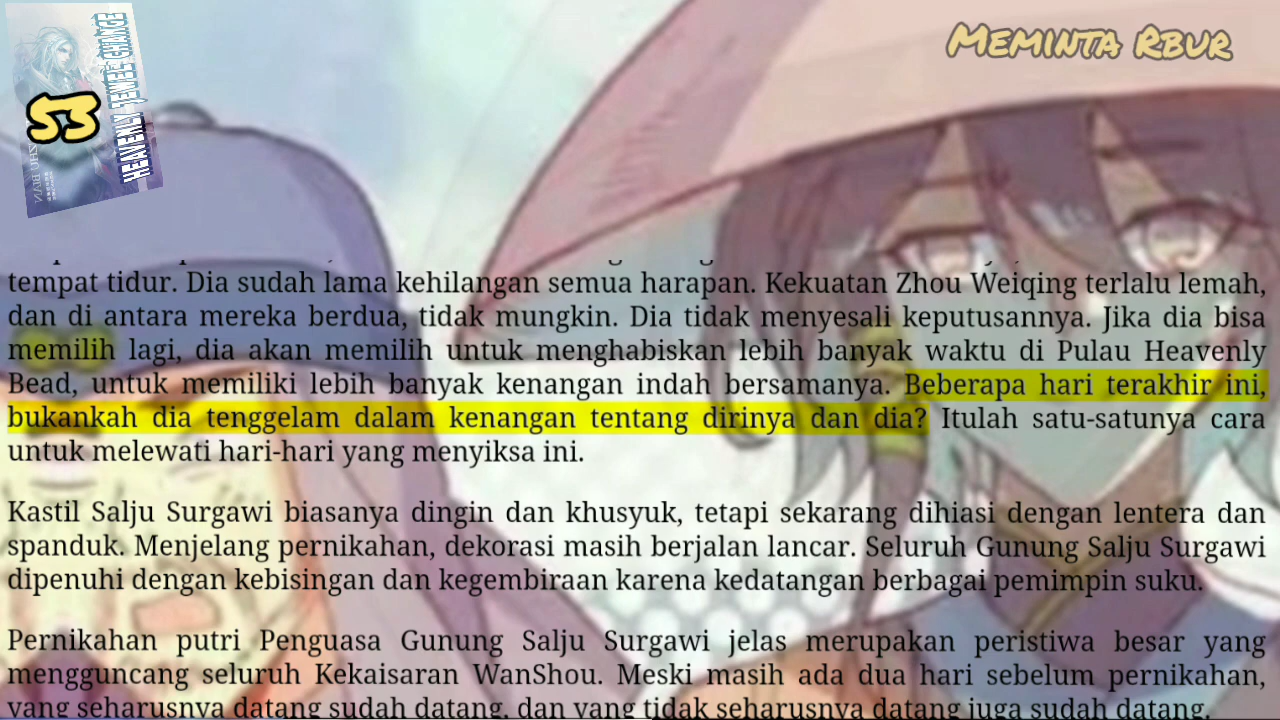 Meminta Rbur
HEAVENLY JEWEL CHANGE
53
tempat tidur. Dia sudah lama kehilangan semua harapan. Kekuatan Zhou Weiqing terlalu lemah,
dan di antara mereka berdua, tidak mungkin. Dia tidak menyesali keputusannya. Jika dia bisa
memilih lagi, dia akan memilih untuk menghabiskan lebih banyak waktu di Pulau Heavenly
Bead, untuk memiliki lebih banyak kenangan indah bersamanya. Beberapa hari terakhir ini,
bukankah dia tenggelam dalam kenangan tentang dirinya dan dia? Itulah satu-satunya cara
untuk melewati hari-hari yang menyiksa ini.
Kastil Salju Surgawi biasanya dingin dan khusyuk, tetapi sekarang dihiasi dengan lentera dan
spanduk. Menjelang pernikahan, dekorasi masih berjalan lancar. Seluruh Gunung Salju Surgawi
dipenuhi dengan kebisingan dan kegembiraan karena kedatangan berbagai pemimpin suku.
Pernikahan putri Penguasa Gunung Salju Surgawi jelas merupakan peristiwa besar yang
mengguncang seluruh Kekaisaran WanShou. Meski masih ada dua hari sebelum pernikahan,
yang seharusnya datang sudah datang, dan yang tidak seharusnya datang juga sudah datang.